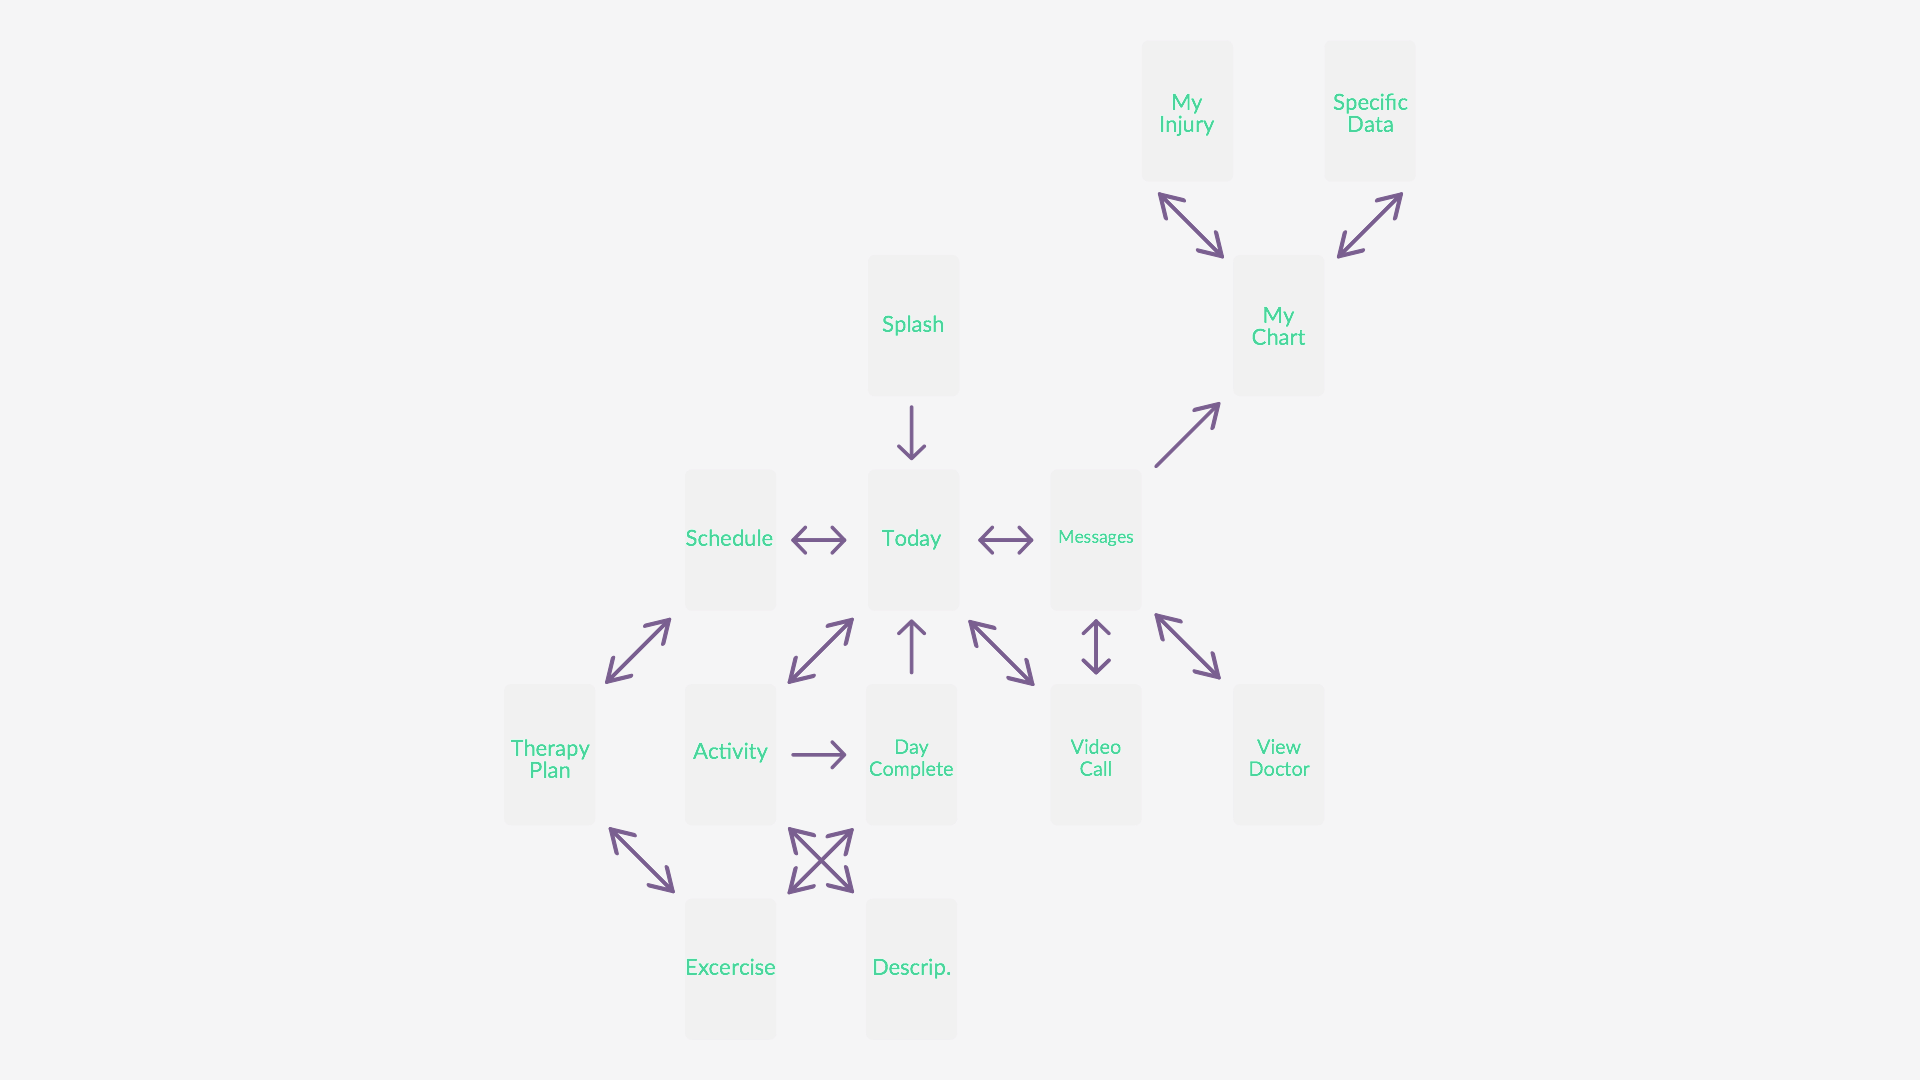 My
Injury
Specific
Data
Splash
My
Chart
Schedule
Today
Messages
Therapy
Plan
Activity
Day
Complete
Video
Call
View
Doctor
Excercise
Descrip.